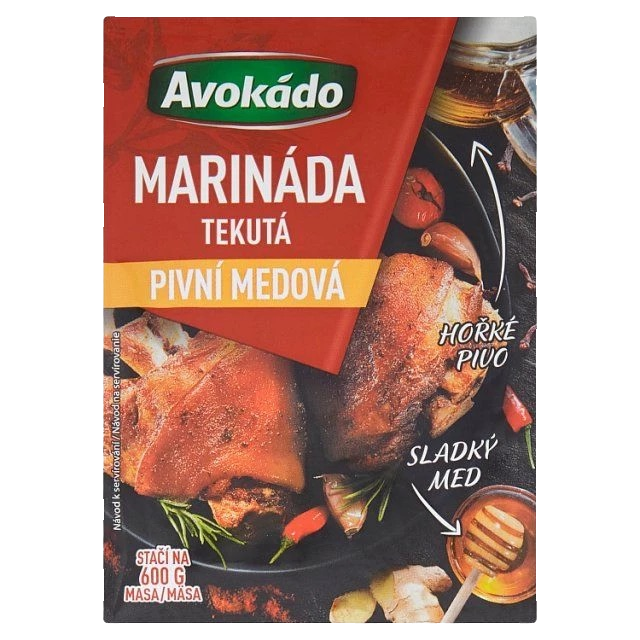 Avokádo
MARINÁDA
TEKUTÁ
PIVNÍ MEDOVÁ
HOŘKÉ
PIVO
SLADKÝ
MED
Návod k servírování / Návod na servírovanie
STAČÍ NA
600 G
MASA/MÄSA